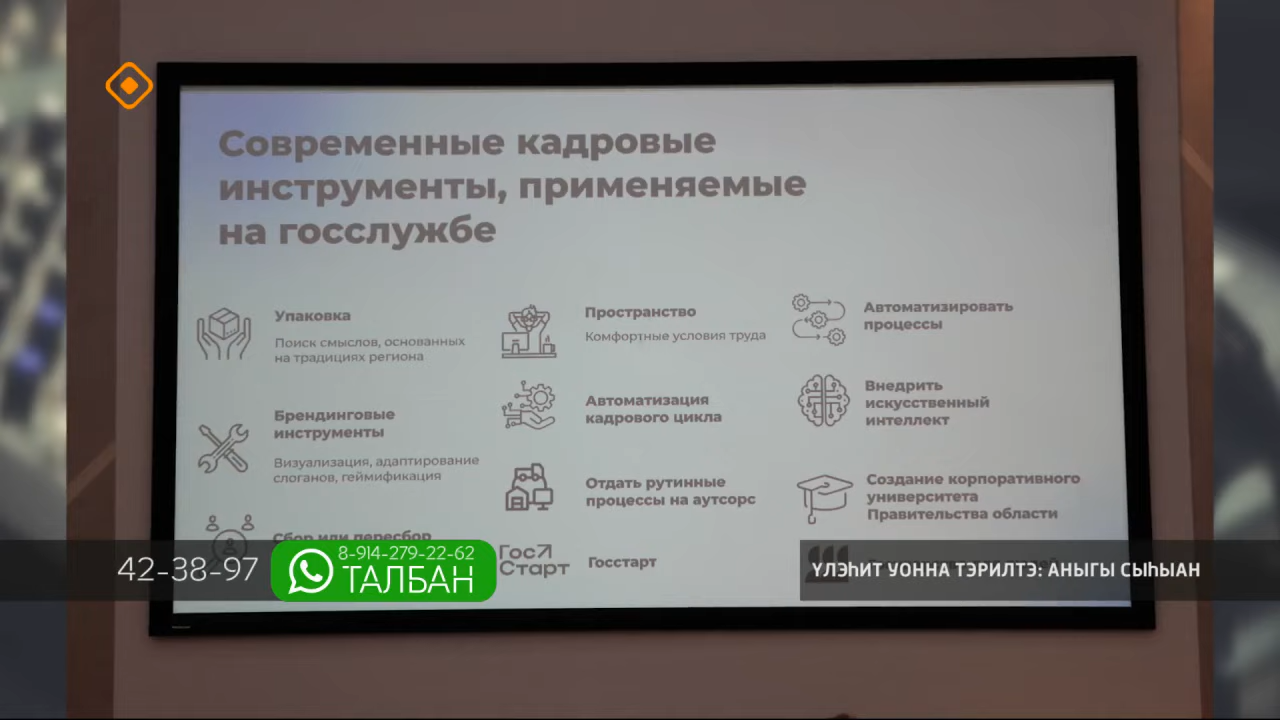 Современные кадровые
инструменты, применяемые
на госслужбе
Упаковка
Поиск смыслов, основанных
на традициях региона
Брендинговые
инструменты
Визуализация, адаптирование
слоганов, геймификация
Сбор или пересбор
Пространство
Комфортные условия труда
Автоматизация
кадрового цикла
Отдать рутинные
процессы на аутсорс
Гос
Старт
Госстарт
Автоматизировать
процессы
Внедрить
искусственный
интеллект
Создание корпоративного
университета
Правительства области
42-38-97
8-914-279-22-62
ТАЛБАН
ҮЛЭҺИТ УОННА ТЭРИЛТЭ: АНЫГЫ СЫҺЫАН